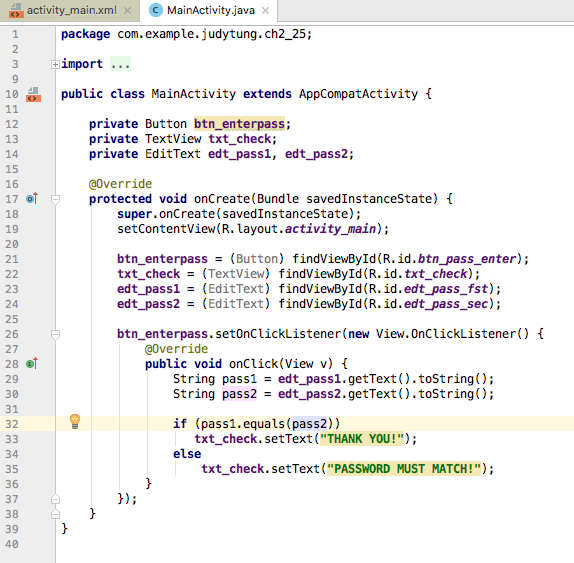 activity_main.xml
MainActivity.java
1 package com.example.judytung.ch2_25;
2
3 import ...
9
10 public class MainActivity extends AppCompatActivity {
11
12 private Button btn_enterpass;
13 private TextView txt_check;
14 private EditText edt_pass1, edt_pass2;
15
16 @Override
17 protected void onCreate(Bundle savedInstanceState) {
18 super.onCreate(savedInstanceState);
19 setContentView(R.layout.activity_main);
20
21 btn_enterpass = (Button) findViewById(R.id.btn_pass_enter);
22 txt_check = (TextView) findViewById(R.id.txt_check);
23 edt_pass1 = (EditText) findViewById(R.id.edt_pass_fst);
24 edt_pass2 = (EditText) findViewById(R.id.edt_pass_sec);
25
26 btn_enterpass.setOnClickListener(new View.OnClickListener() {
27 @Override
28 public void onClick(View v) {
29 String pass1 = edt_pass1.getText().toString();
30 String pass2 = edt_pass2.getText().toString();
31
32 if (pass1.equals(pass2))
33 txt_check.setText("THANK YOU!");
34 else
35 txt_check.setText("PASSWORD MUST MATCH!");
36 }
37 });
38 }
39 }
40